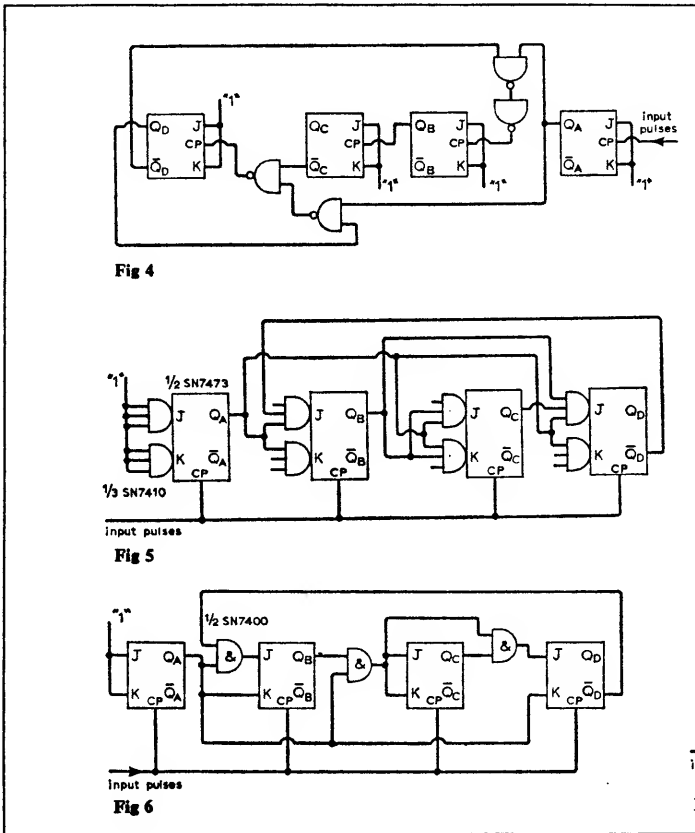 "1"
Q_D J
CP
Q̄_D K
Q_C J
CP
Q̄_C K
"1"
Q_B J
CP
Q̄_B K
"1"
Q_A J
CP
Q̄_A K
"1"
input
pulses
Fig 4
"1"
1/2 SN7473
J Q_A
K Q̄_A
CP
J Q_B
K Q̄_B
CP
J Q_C
K Q̄_C
CP
J Q_D
K Q̄_D
CP
1/3 SN7410
input pulses
Fig 5
"1"
1/2 SN7400
J Q_A
K Q̄_A
CP
&
J Q_B
K Q̄_B
CP
&
J Q_C
K Q̄_C
CP
&
J Q_D
K Q̄_D
CP
input pulses
Fig 6